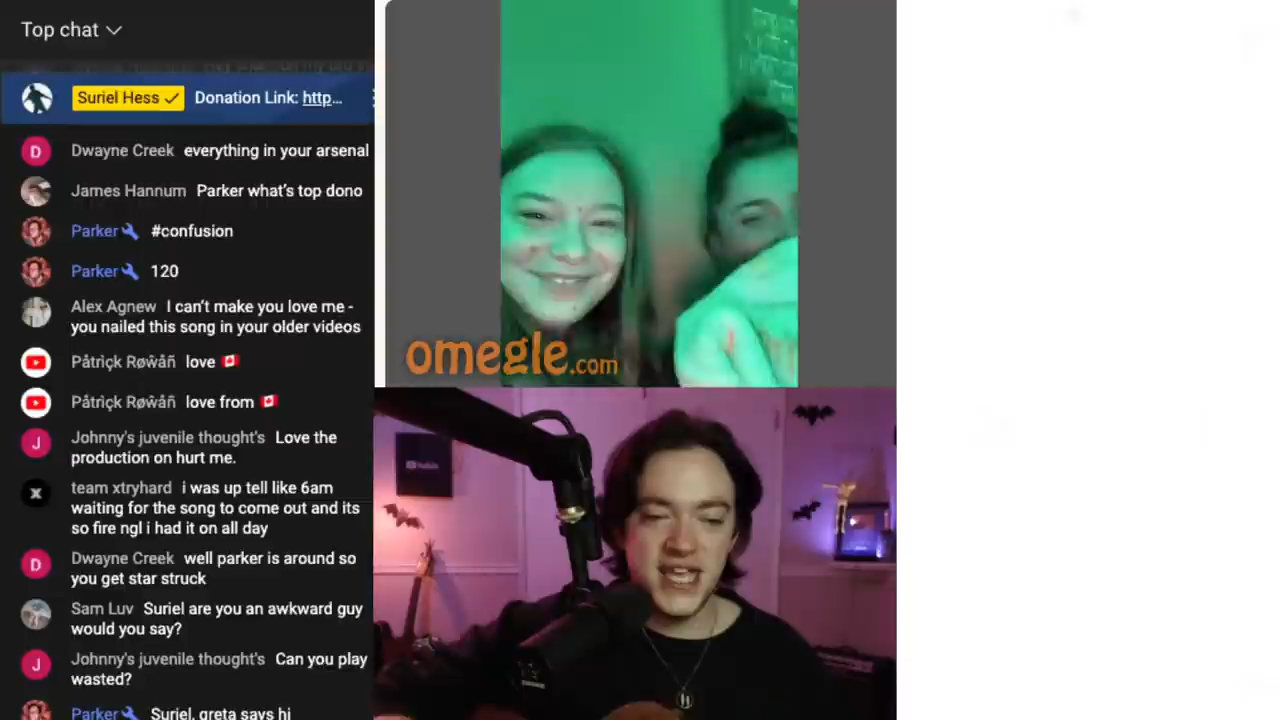 Top chat
Suriel Hess Donation Link: http...
Dwayne Creek everything in your arsenal
James Hannum Parker what's top dono
Parker #confusion
Parker 120
Alex Agnew I can't make you love me -
you nailed this song in your older videos
Påtriçk Røŵåñ love 🇨🇦
Påtriçk Røŵåñ love from 🇨🇦
Johnny's juvenile thought's Love the
production on hurt me.
team xtryhard i was up tell like 6am
waiting for the song to come out and its
so fire ngl i had it on all day
Dwayne Creek well parker is around so
you get star struck
Sam Luv Suriel are you an awkward guy
would you say?
Johnny's juvenile thought's Can you play
wasted?
Parker Suriel, greta says hi
omegle.com
YouTube